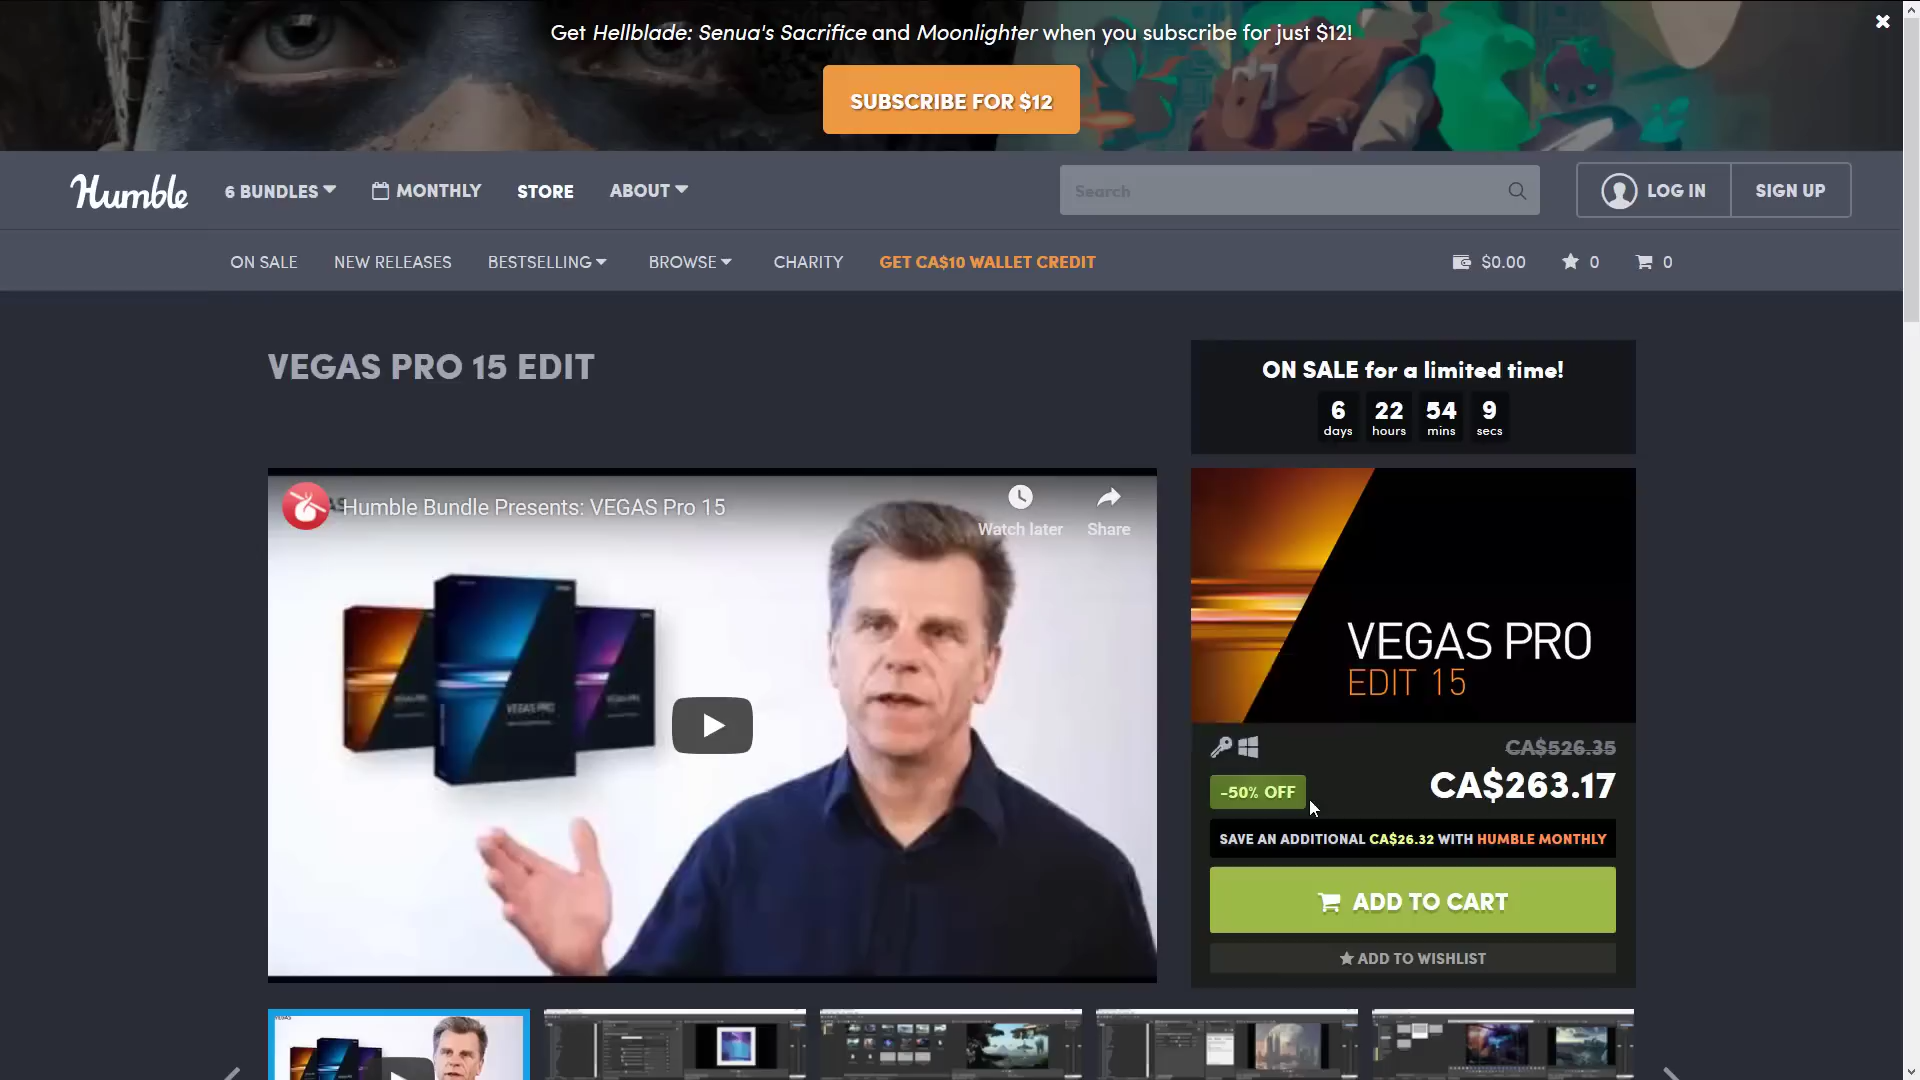 Get Hellblade: Senua's Sacrifice and Moonlighter when you subscribe for just $12!
SUBSCRIBE FOR $12
Humble
6 BUNDLES
MONTHLY
STORE
ABOUT
Search
LOG IN
SIGN UP
ON SALE
NEW RELEASES
BESTSELLING
BROWSE
CHARITY
GET CA$10 WALLET CREDIT
$0.00
0
0
VEGAS PRO 15 EDIT
ON SALE for a limited time!
6 22 54 9
days hours mins secs
Humble Bundle Presents: VEGAS Pro 15
Watch later
Share
VEGAS PRO
VEGAS PRO
EDIT 15
CA$526.35
-50% OFF
CA$263.17
SAVE AN ADDITIONAL CA$26.32 WITH HUMBLE MONTHLY
ADD TO CART
ADD TO WISHLIST